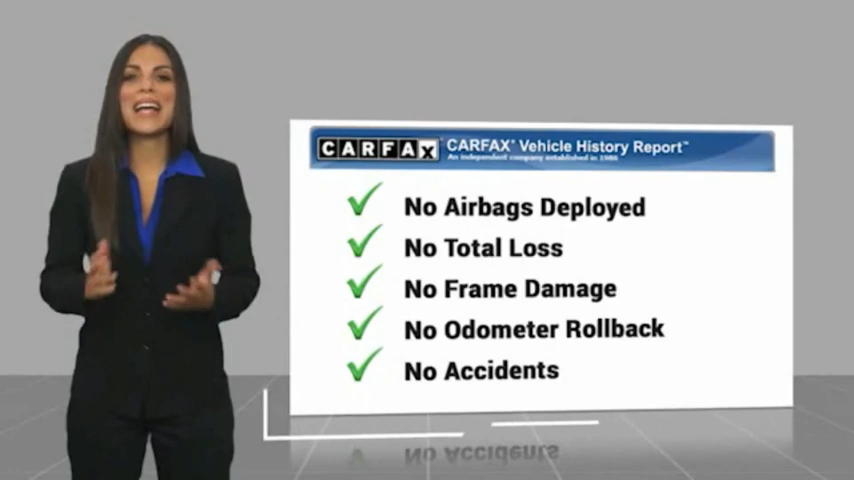 CARFAX CARFAX® Vehicle History Report™
An independent company established in 1986
No Airbags Deployed
No Total Loss
No Frame Damage
No Odometer Rollback
No Accidents
No Accidents